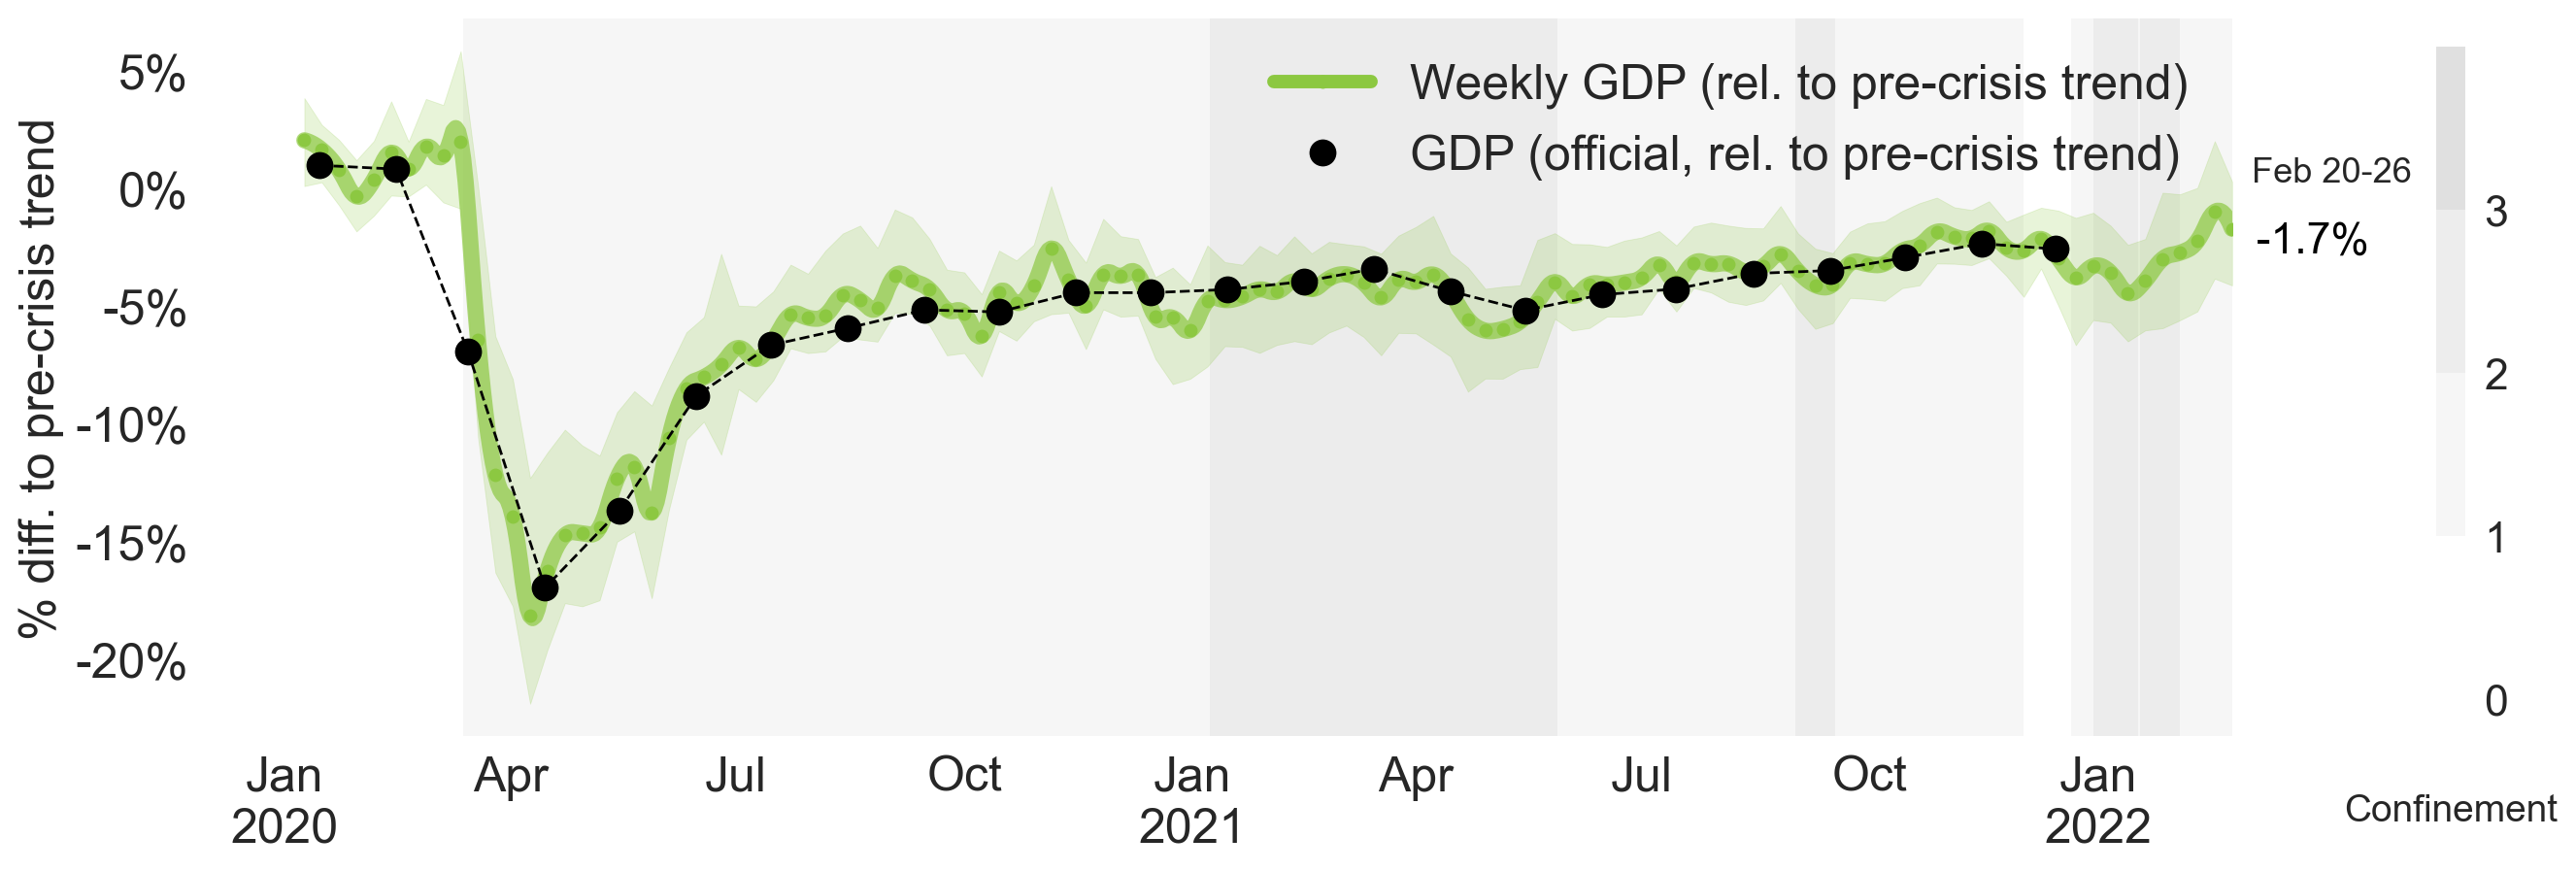 % diff. to pre-crisis trend
5%
0%
-5%
-10%
-15%
-20%
Weekly GDP (rel. to pre-crisis trend)
GDP (official, rel. to pre-crisis trend)
Feb 20-26
-1.7%
3
2
1
0
Jan Apr Jul Oct Jan Apr Jul Oct Jan
2020 2021 2022
Confinement